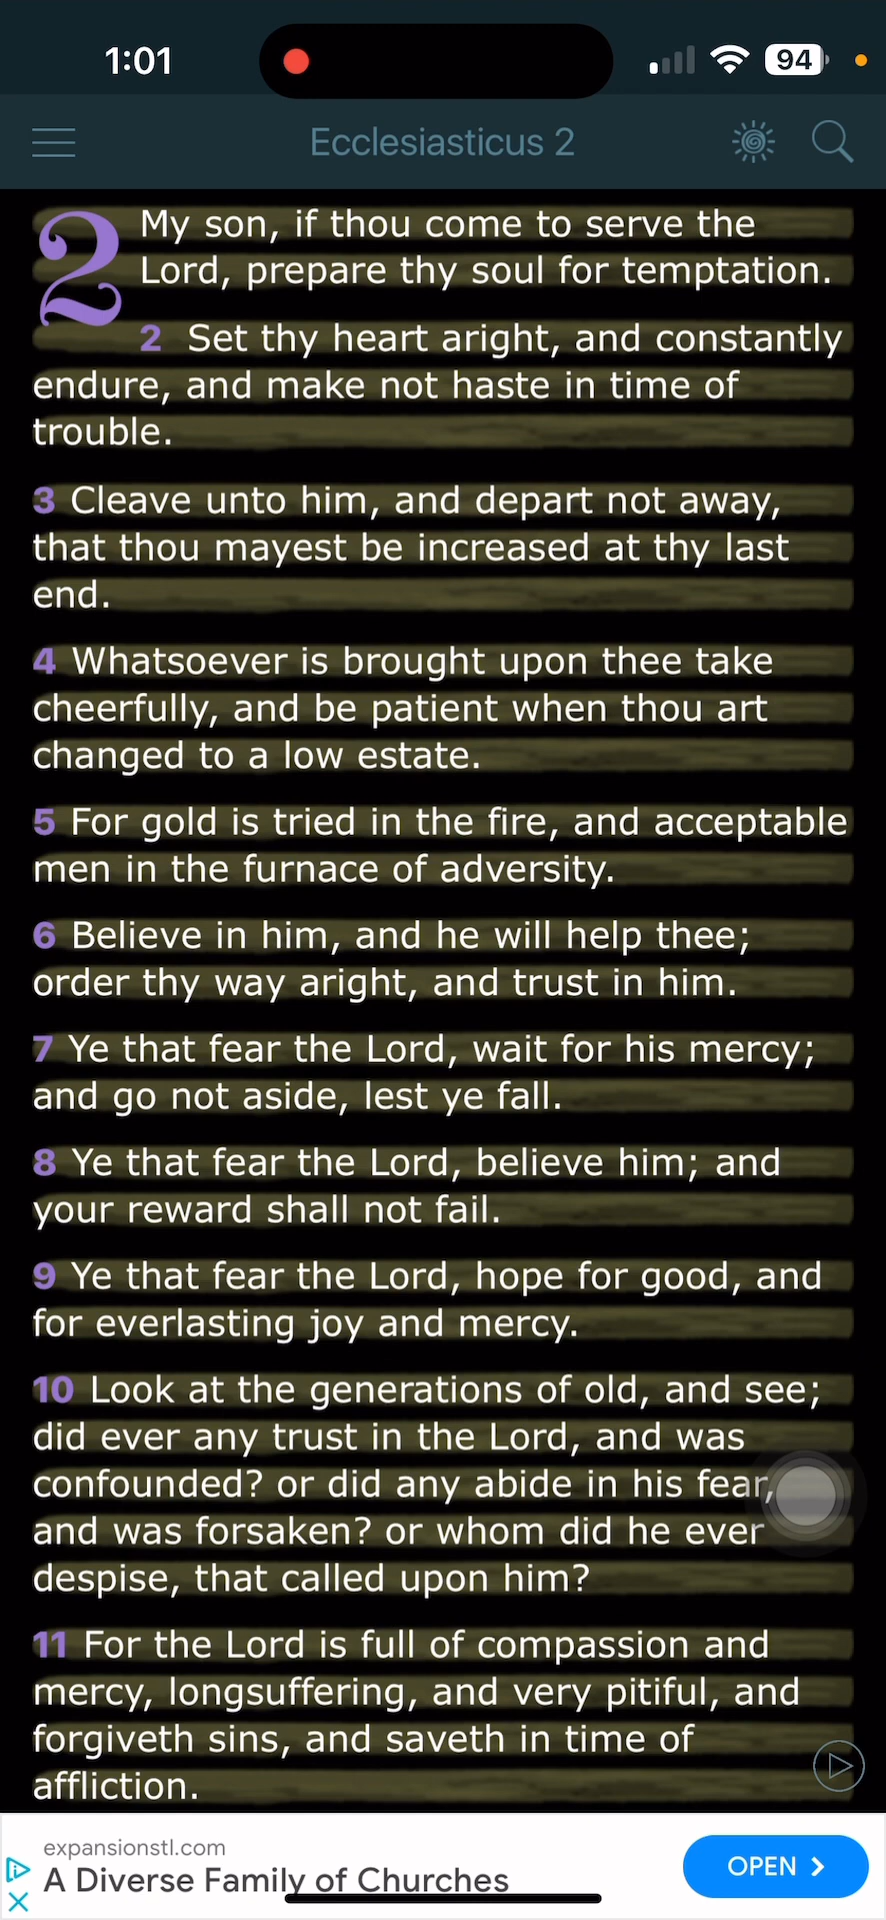 1:01
94
Ecclesiasticus 2
2 My son, if thou come to serve the
Lord, prepare thy soul for temptation.
2 Set thy heart aright, and constantly
endure, and make not haste in time of
trouble.
3 Cleave unto him, and depart not away,
that thou mayest be increased at thy last
end.
4 Whatsoever is brought upon thee take
cheerfully, and be patient when thou art
changed to a low estate.
5 For gold is tried in the fire, and acceptable
men in the furnace of adversity.
6 Believe in him, and he will help thee;
order thy way aright, and trust in him.
7 Ye that fear the Lord, wait for his mercy;
and go not aside, lest ye fall.
8 Ye that fear the Lord, believe him; and
your reward shall not fail.
9 Ye that fear the Lord, hope for good, and
for everlasting joy and mercy.
10 Look at the generations of old, and see;
did ever any trust in the Lord, and was
confounded? or did any abide in his fear,
and was forsaken? or whom did he ever
despise, that called upon him?
11 For the Lord is full of compassion and
mercy, longsuffering, and very pitiful, and
forgiveth sins, and saveth in time of
affliction.
expansionstl.com
A Diverse Family of Churches
OPEN